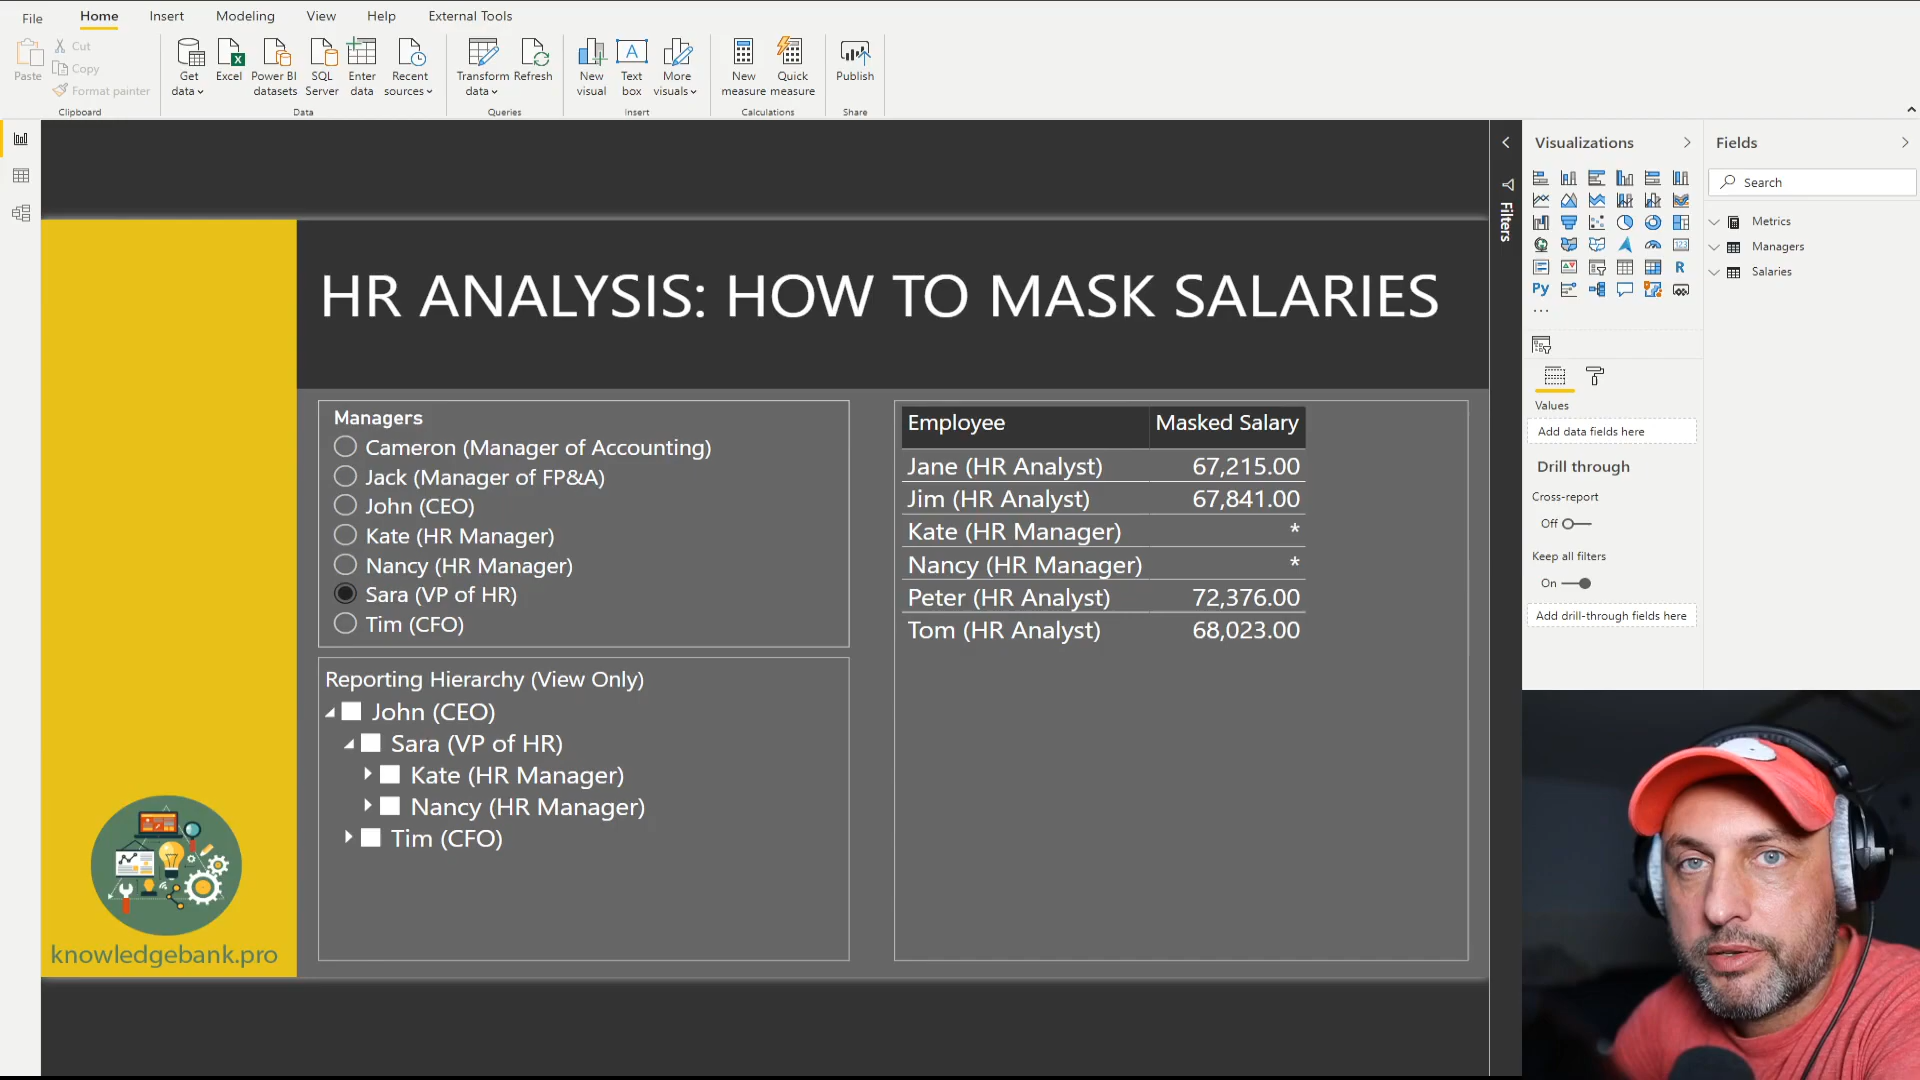 File Home Insert Modeling View Help External Tools
Paste Cut
Copy
Format painter
Clipboard
Get data
Excel
Power BI datasets
SQL Server
Enter data
Recent sources
Data
Transform data
Refresh
Queries
New visual
Text box
More visuals
Insert
New measure
Quick measure
Calculations
Publish
Share
HR ANALYSIS: HOW TO MASK SALARIES
Managers
Cameron (Manager of Accounting)
Jack (Manager of FP&A)
John (CEO)
Kate (HR Manager)
Nancy (HR Manager)
Sara (VP of HR)
Tim (CFO)
Reporting Hierarchy (View Only)
John (CEO)
Sara (VP of HR)
Kate (HR Manager)
Nancy (HR Manager)
Tim (CFO)
Employee Masked Salary
Jane (HR Analyst) 67,215.00
Jim (HR Analyst) 67,841.00
Kate (HR Manager) *
Nancy (HR Manager) *
Peter (HR Analyst) 72,376.00
Tom (HR Analyst) 68,023.00
knowledgebank.pro
Filters
Visualizations
123
R
Py
...
Values
Add data fields here
Drill through
Cross-report
Off
Keep all filters
On
Add drill-through fields here
Fields
Search
Metrics
Managers
Salaries